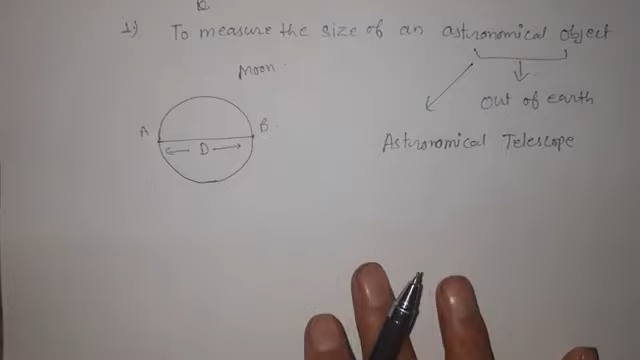 1) To measure the size of an astronomical object
Moon
out of earth
A B
D
Astronomical Telescope